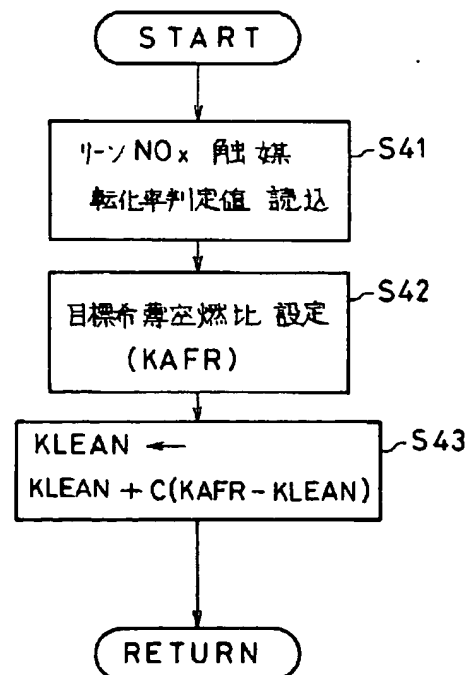 START
リーンNOx 触媒
転化率判定値 読込
S41
目標希薄空燃比 設定
(KAFR)
S42
KLEAN ←
KLEAN + C(KAFR-KLEAN)
S43
RETURN